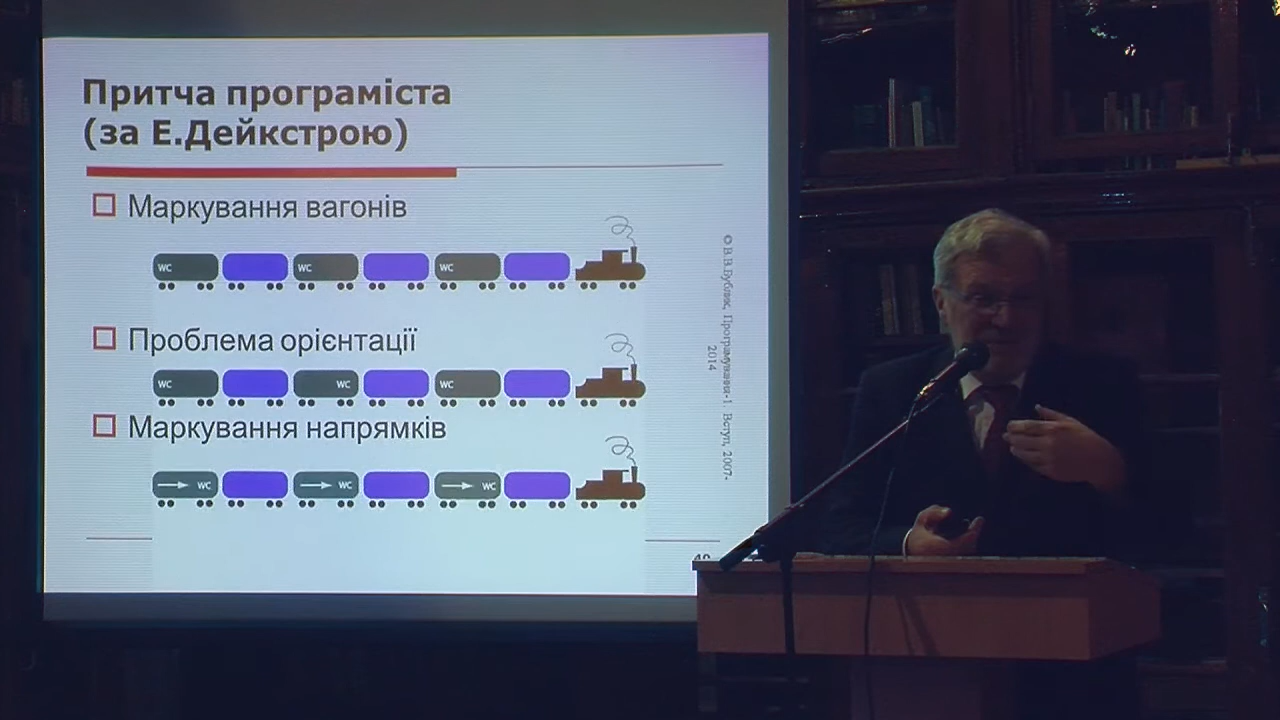 Притча програміста
(за Е.Дейкстрою)
Маркування вагонів
WC WC WC
Проблема орієнтації
WC WC WC
Маркування напрямків
WC WC WC
© В.В.Бублик, Програмування-1 Вступ, 2007-
2014